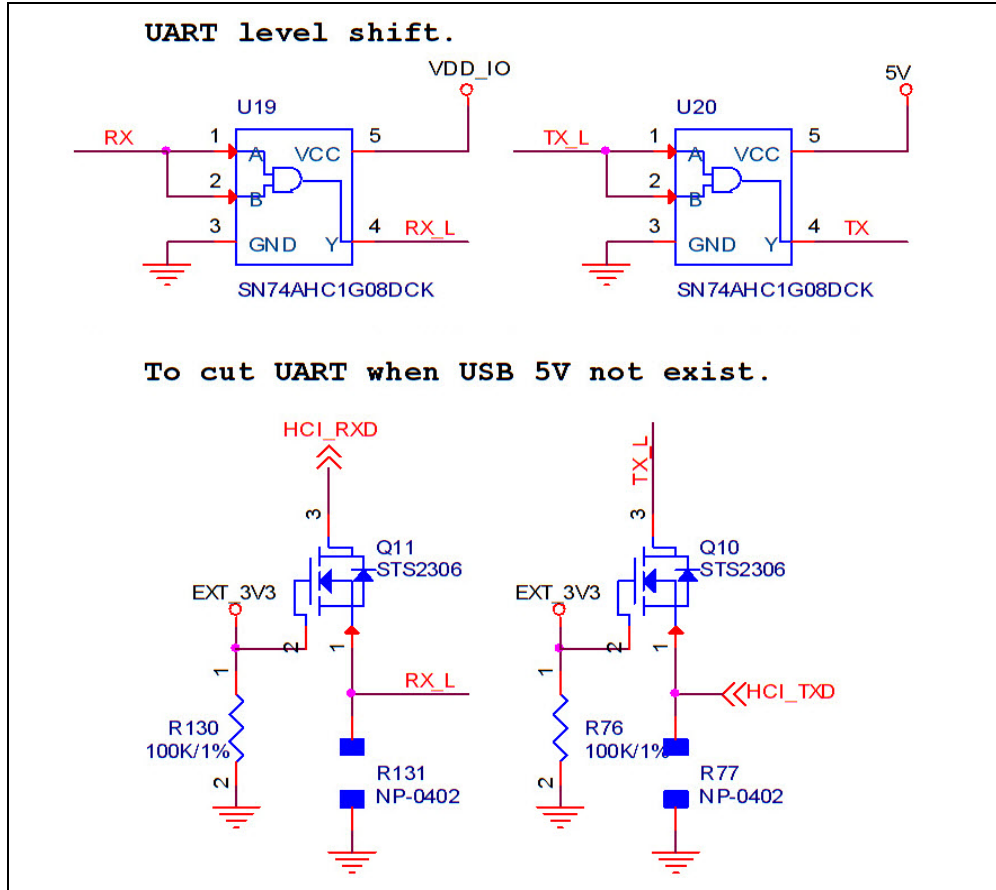 UART level shift.
VDD_IO
5V
U19
U20
RX
1
A
VCC
5
2
B
3
GND
Y
4
RX_L
SN74AHC1G08DCK
TX_L
1
A
VCC
5
2
B
3
GND
Y
4
TX
SN74AHC1G08DCK
To cut UART when USB 5V not exist.
HCI_RXD
3
Q11
STS2306
EXT_3V3
2
1
RX_L
1
R130
100K/1%
2
R131
NP-0402
TX_L
3
Q10
STS2306
EXT_3V3
2
1
HCI_TXD
1
R76
100K/1%
2
R77
NP-0402